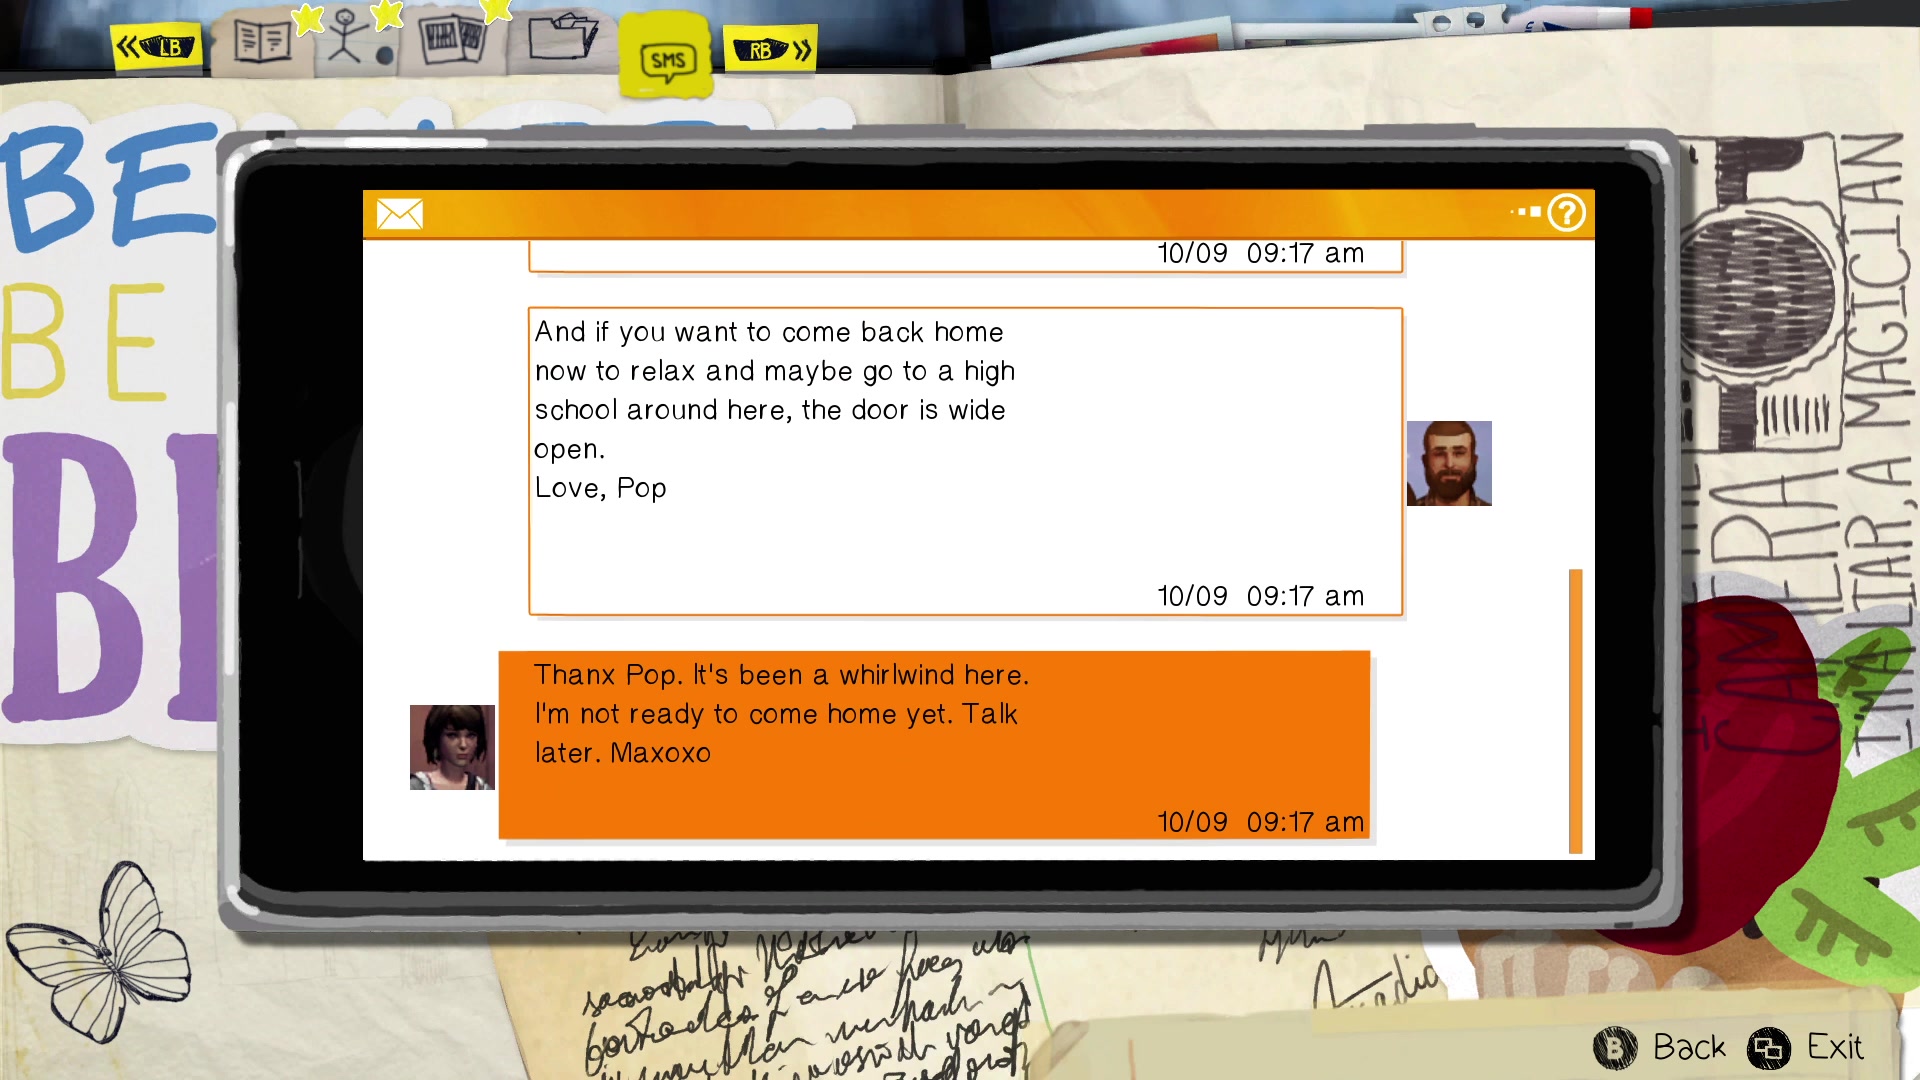 LB
SMS
RB
BE
BE
10/09 09:17 am
And if you want to come back home
now to relax and maybe go to a high
school around here, the door is wide
open.
Love, Pop
10/09 09:17 am
Thanx Pop. It's been a whirlwind here.
I'm not ready to come home yet. Talk
later. Maxoxo
10/09 09:17 am
CAMERA
I'M A LIAR, A MAGICIAN
B Back
Exit